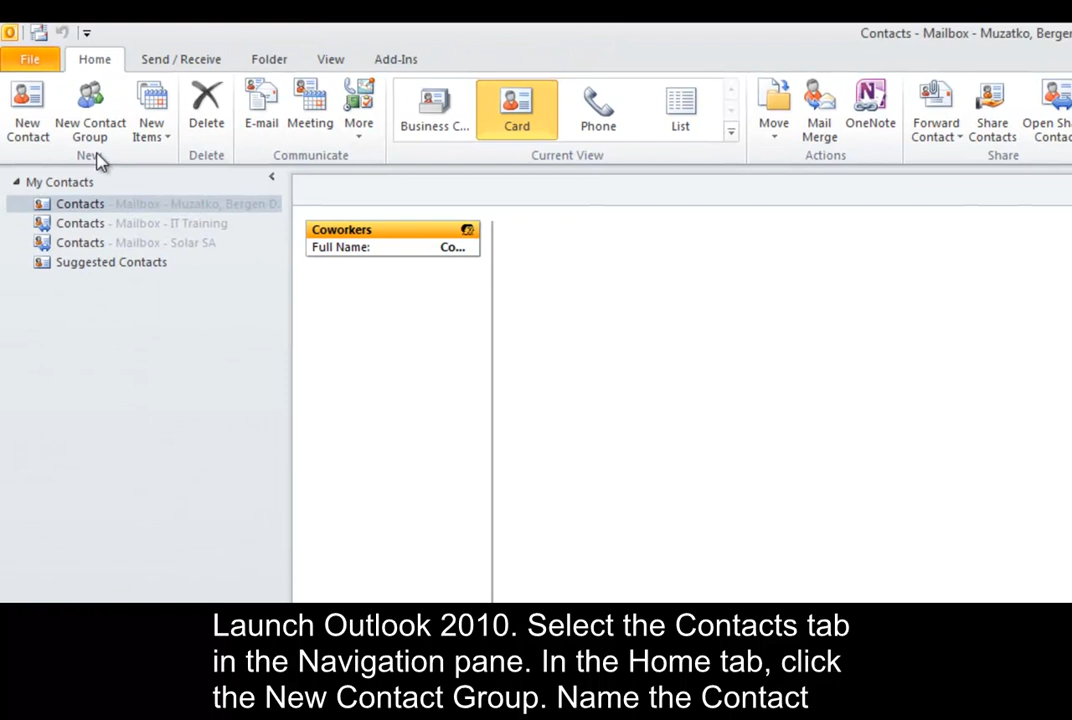 Contacts - Mailbox - Muzatko, Bergen
File Home Send / Receive Folder View Add-Ins
New Contact New Contact Group New Items Delete E-mail Meeting More Business C... Card Phone List Move Mail Merge OneNote Forward Contact Share Contacts Open
New Delete Communicate Current View Actions Share
My Contacts
Contacts - Mailbox - Muzatko, Bergen D.
Contacts - Mailbox - IT Training
Contacts - Mailbox - Solar SA
Suggested Contacts
Coworkers
Full Name: Co...
Launch Outlook 2010. Select the Contacts tab
in the Navigation pane. In the Home tab, click
the New Contact Group. Name the Contact